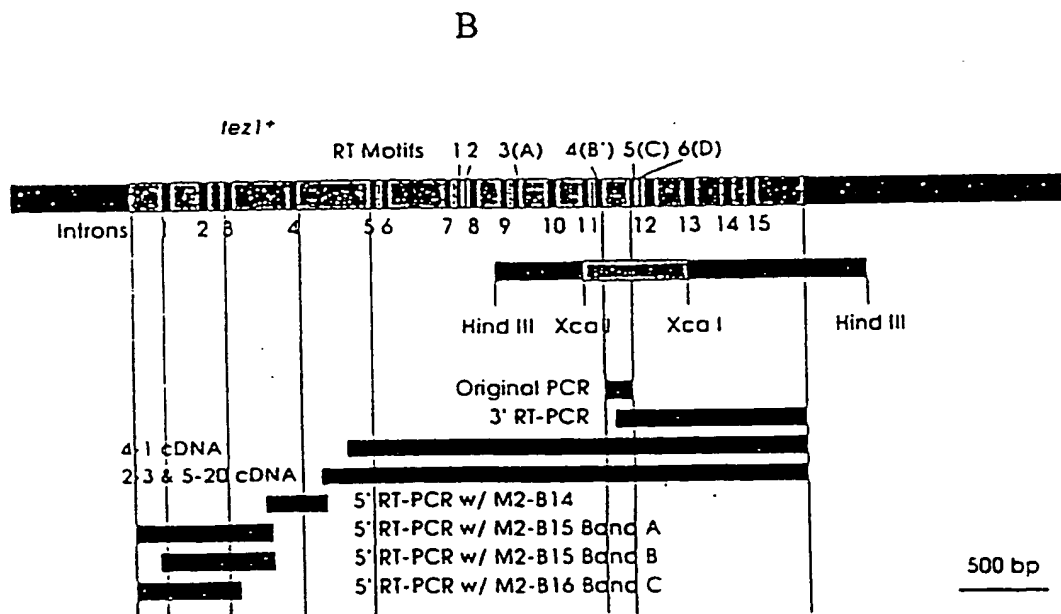 B
tez1+
RT Motifs 1 2 3(A) 4(B') 5(C) 6(D)
Introns 1 2 3 4 5 6 7 8 9 10 11 12 13 14 15
Hind III Xca I Xca I Hind III
Original PCR
3' RT-PCR
4-1 cDNA
2-3 & 5-20 cDNA
5' RT-PCR w/ M2-B14
5' RT-PCR w/ M2-B15 Band A
5' RT-PCR w/ M2-B15 Band B
5' RT-PCR w/ M2-B16 Band C
500 bp